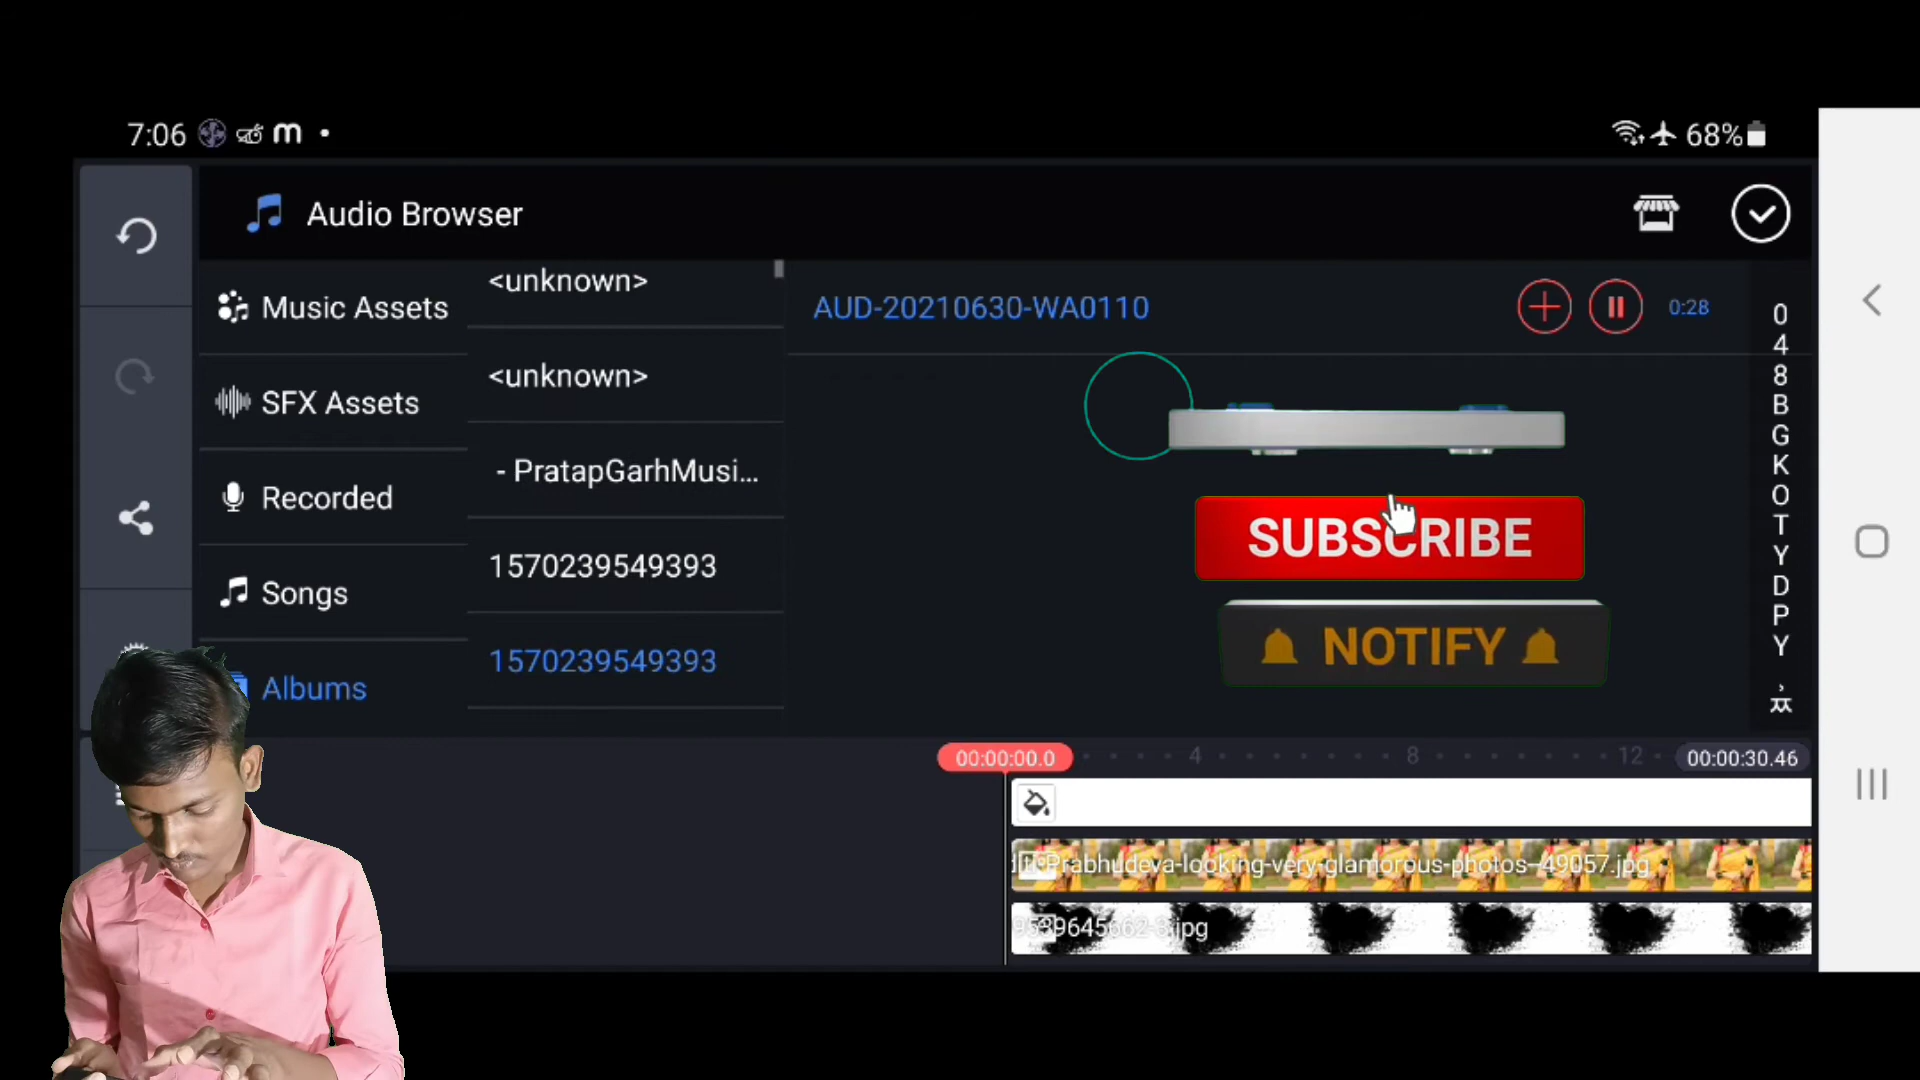 7:06 m
68%
Audio Browser
Music Assets
SFX Assets
Recorded
Songs
Albums
<unknown>
<unknown>
- PratapGarhMusi...
1570239549393
1570239549393
AUD-20210630-WA0110
0:28
SUBSCRIBE
NOTIFY
0
4
8
B
G
K
O
T
Y
D
P
Y
00:00:00.0
4
8
12
00:00:30.46
Prabhudeva-looking-very-glamorous-photos--49057.jpg